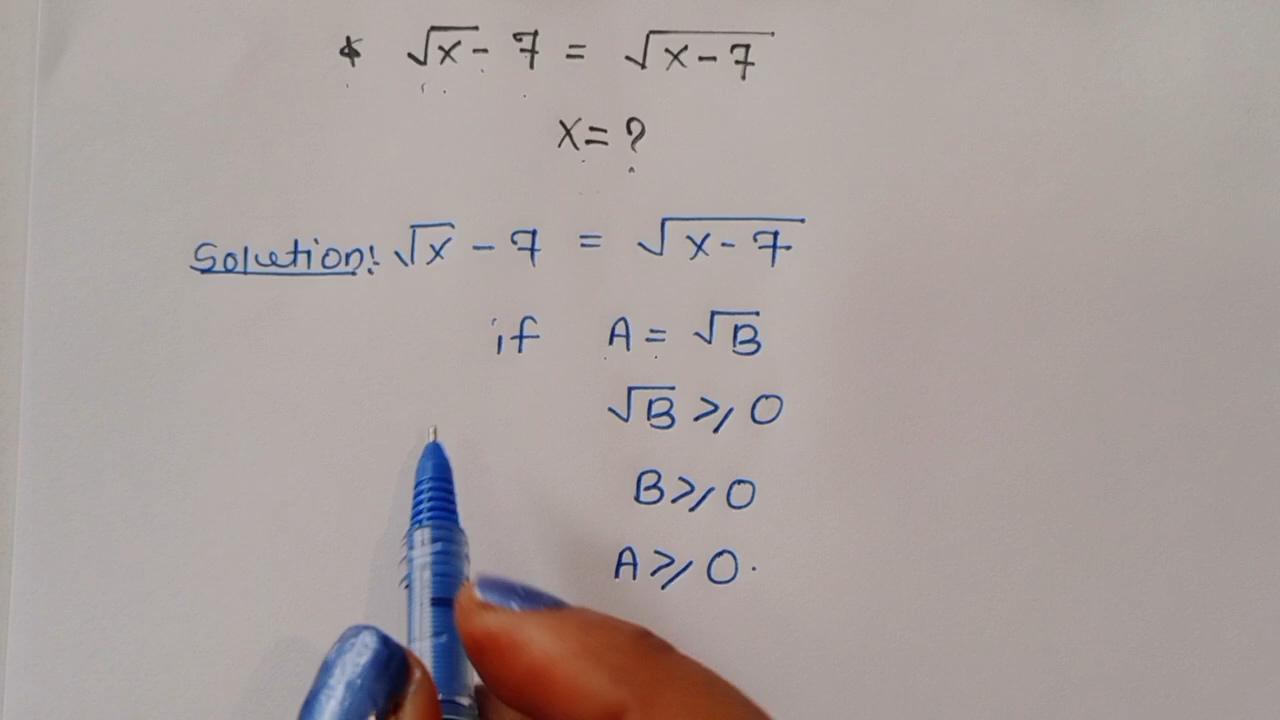 * √x - 7 = √(x-7)
x = ?
Solution: √x - 7 = √(x-7)
if A = √B
√B ≥ 0
B ≥ 0
A ≥ 0.